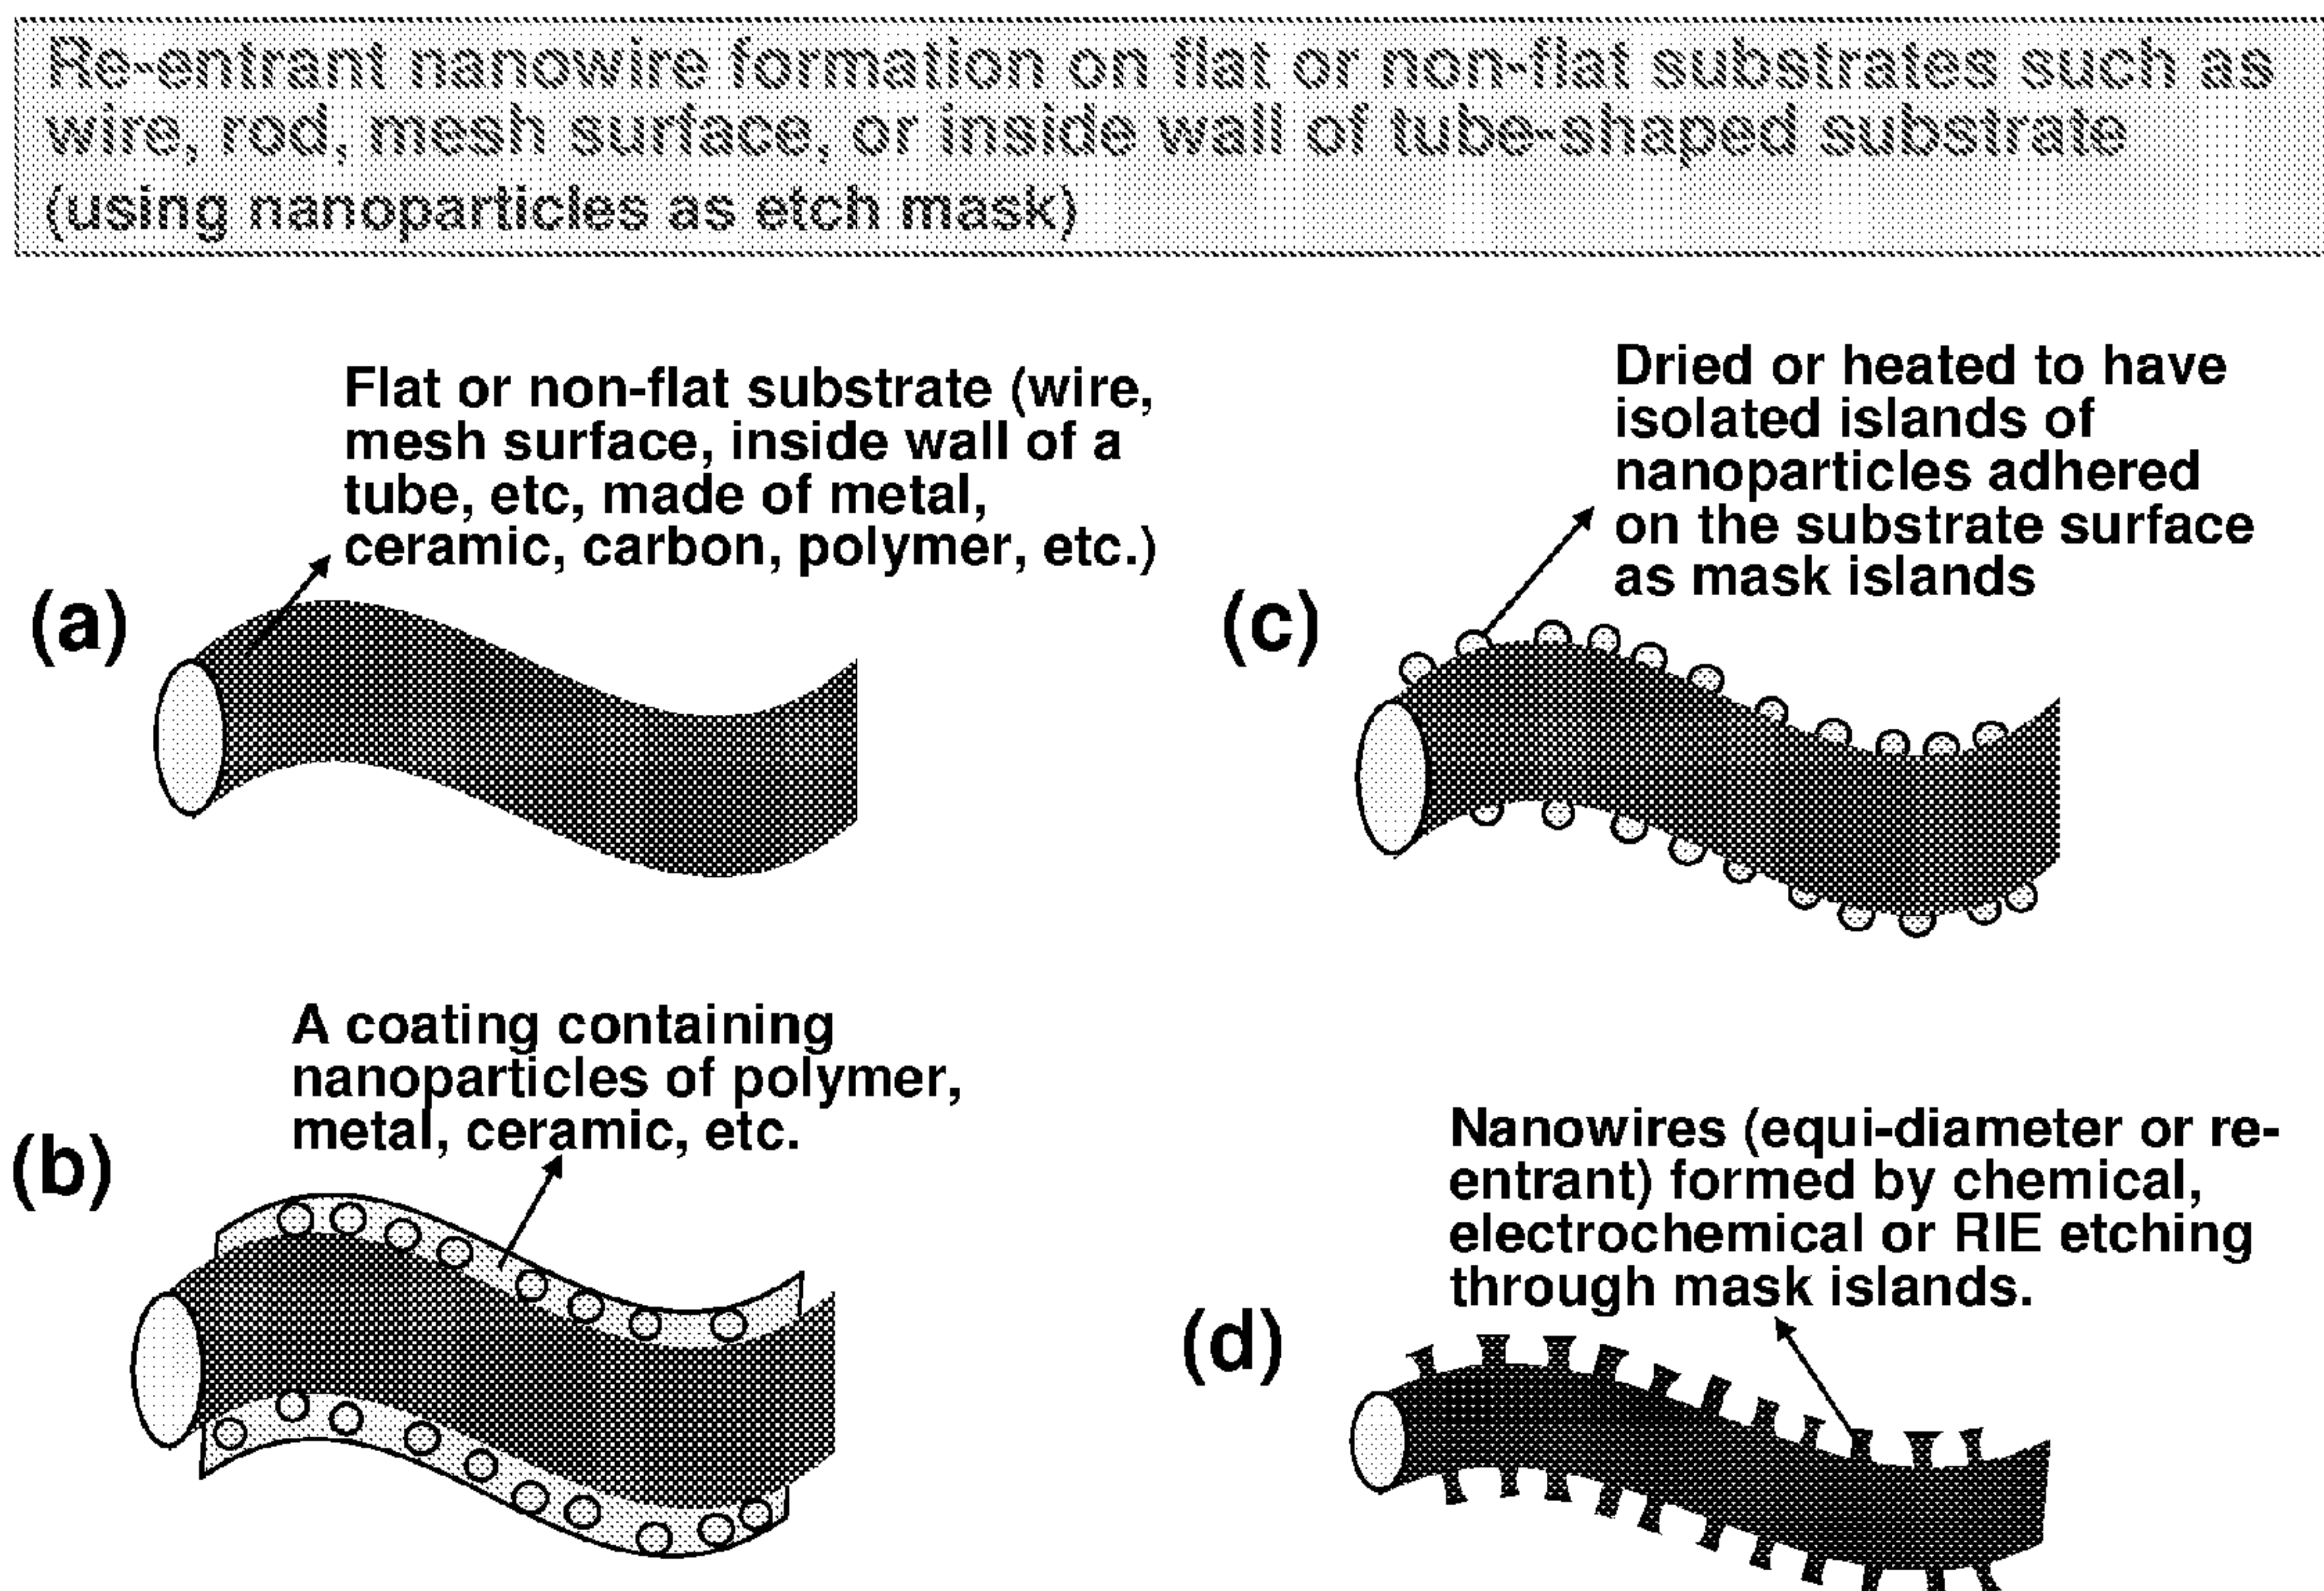 Re-entrant nanowire formation on flat or non-flat substrates such as
wire, rod, mesh surface, or inside wall of tube-shaped substrate
(using nanoparticles as etch mask)
Flat or non-flat substrate (wire,
mesh surface, inside wall of a
tube, etc, made of metal,
ceramic, carbon, polymer, etc.)
(a)
A coating containing
nanoparticles of polymer,
metal, ceramic, etc.
(b)
Dried or heated to have
isolated islands of
nanoparticles adhered
on the substrate surface
as mask islands
(c)
Nanowires (equi-diameter or re-
entrant) formed by chemical,
electrochemical or RIE etching
through mask islands.
(d)